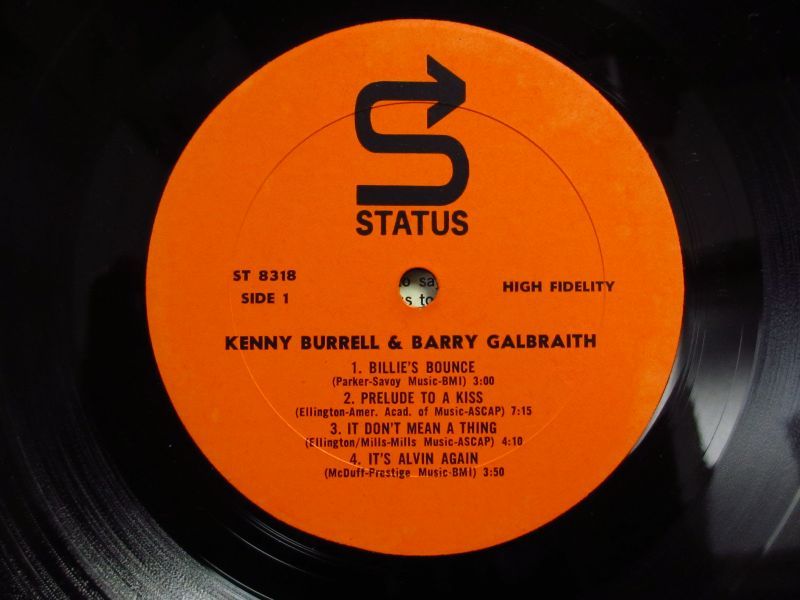 STATUS
ST 8318
SIDE 1
HIGH FIDELITY
o sa
s to
KENNY BURRELL & BARRY GALBRAITH
1. BILLIE'S BOUNCE
(Parker-Savoy Music-BMI) 3:00
2. PRELUDE TO A KISS
(Ellington-Amer. Acad. of Music-ASCAP) 7:15
3. IT DON'T MEAN A THING
(Ellington/Mills-Mills Music-ASCAP) 4:10
4. IT'S ALVIN AGAIN
(McDuff-Prestige Music-BMI) 3:50